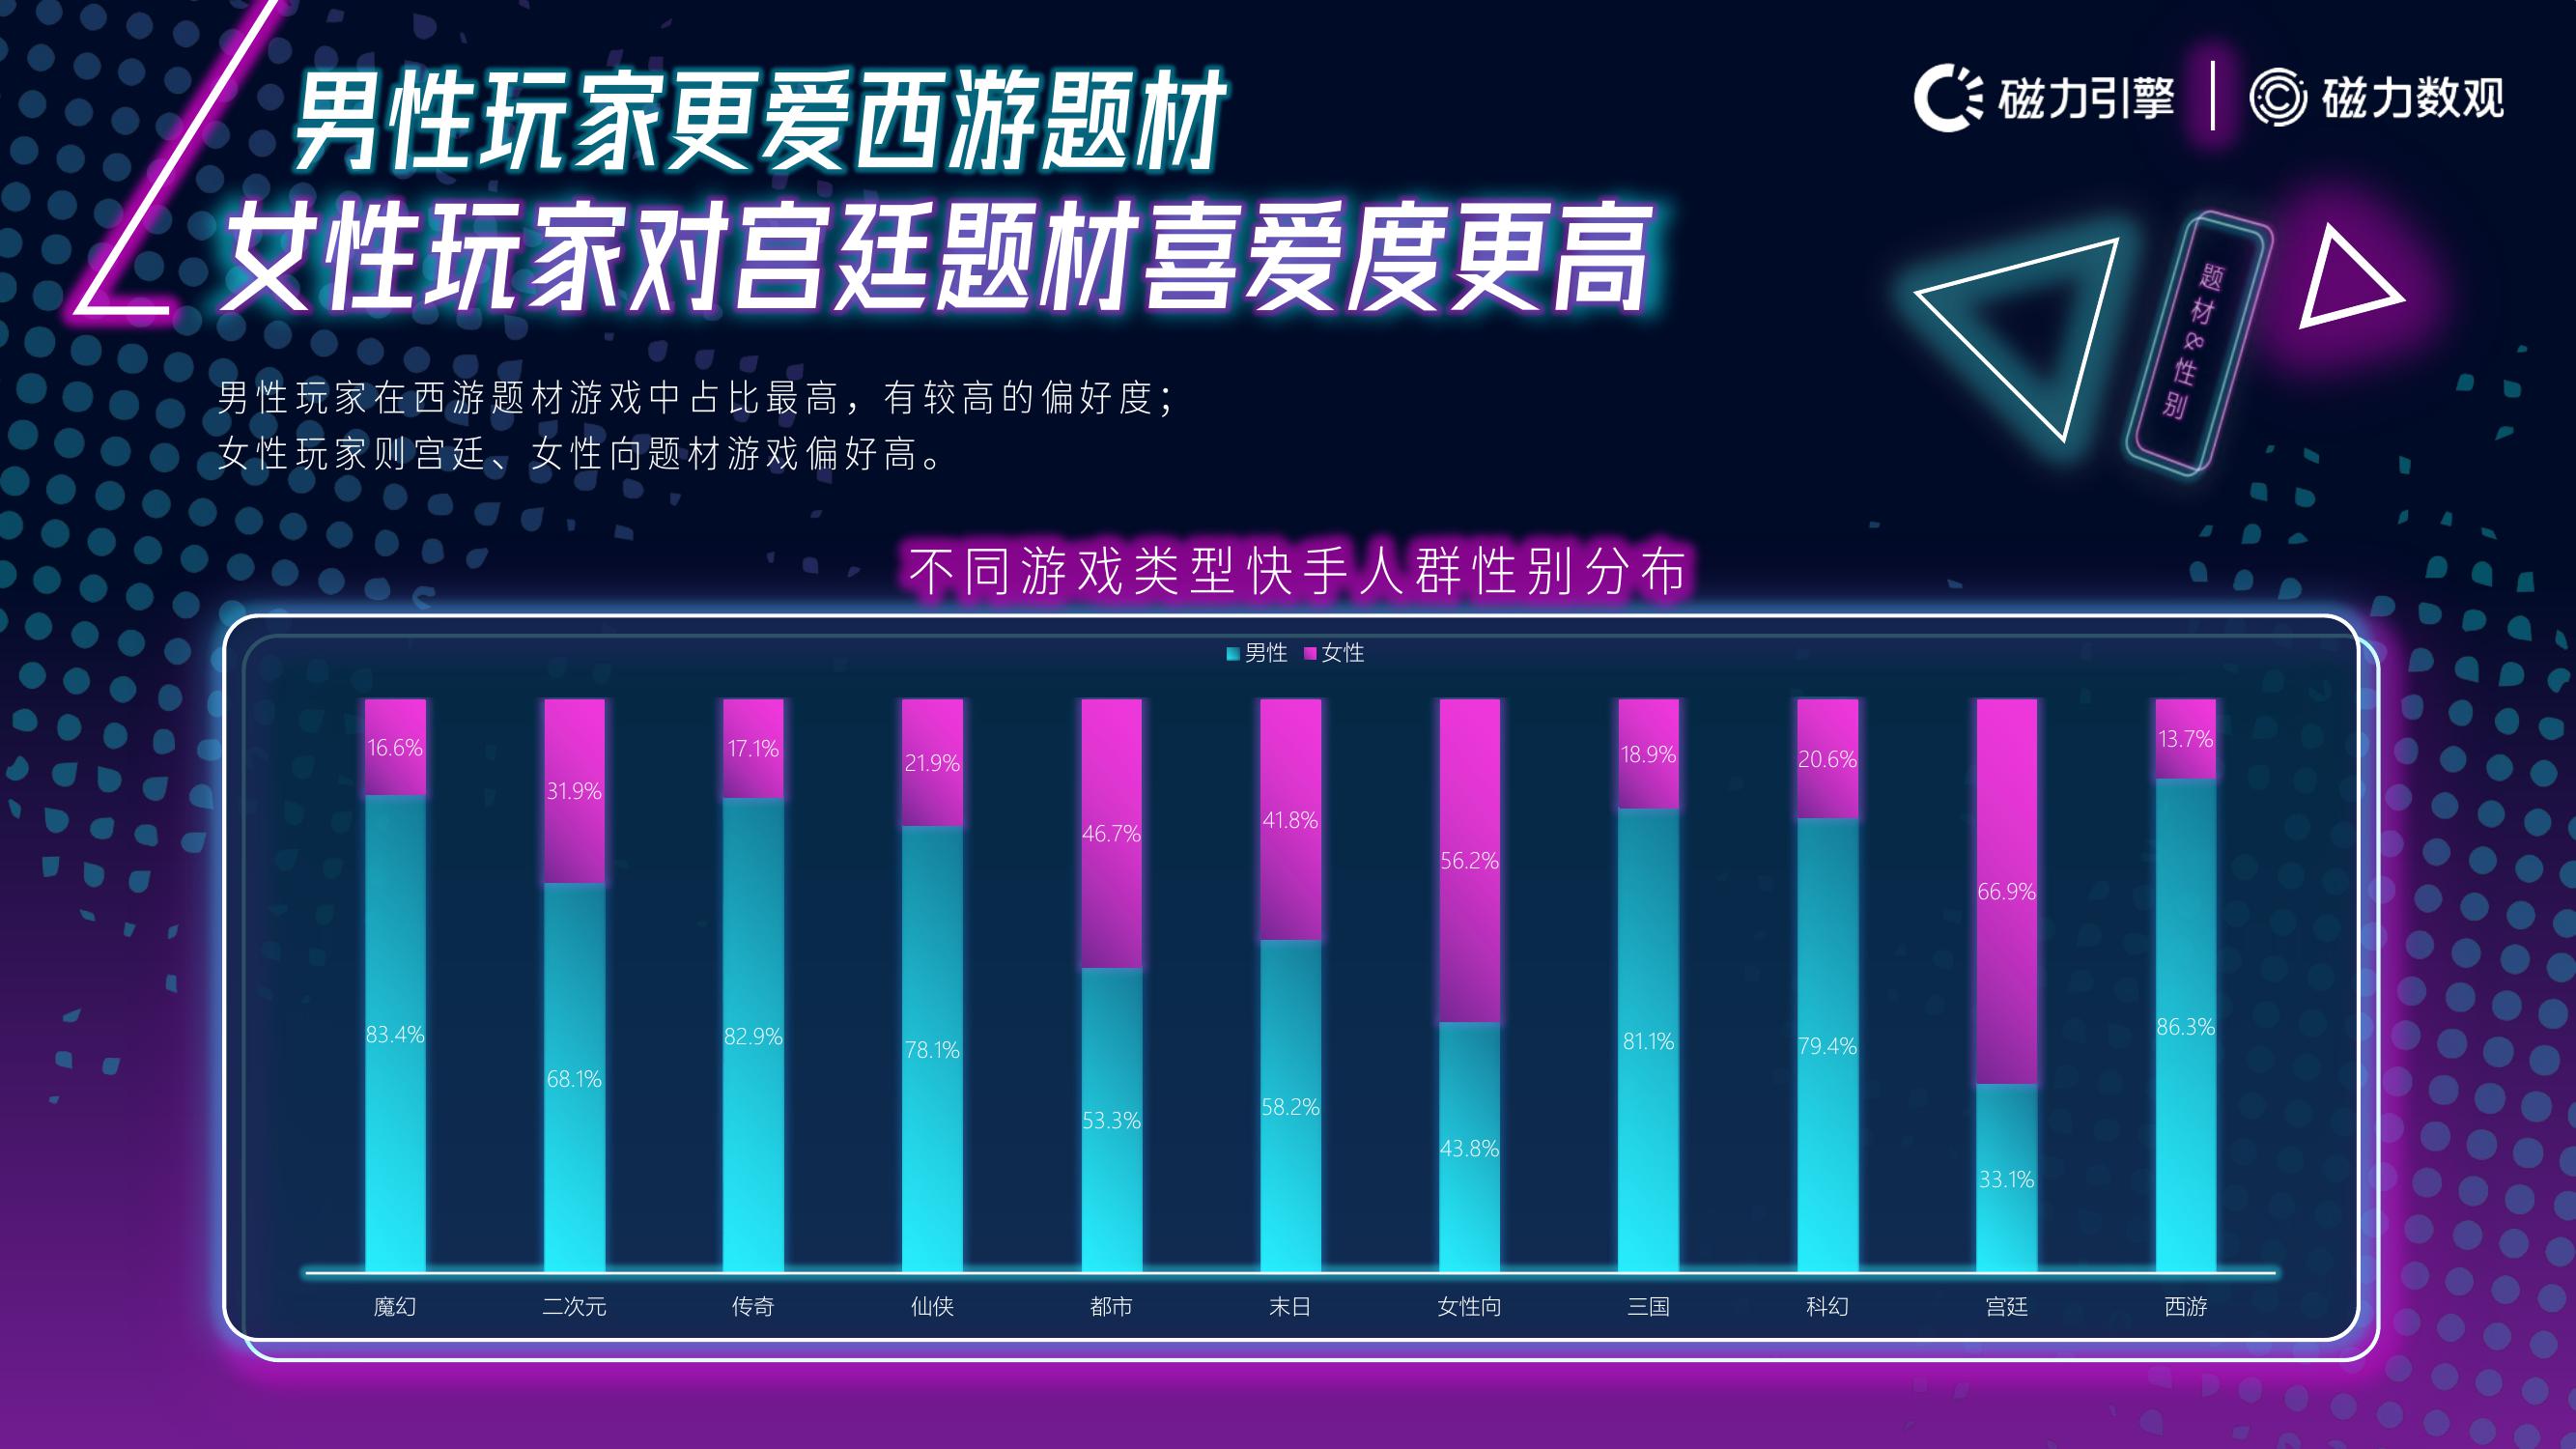 男性玩家更爱西游题材
女性玩家对宫廷题材喜爱度更高
磁力引擎 | 磁力数观
题材&性别
男性玩家在西游题材游戏中占比最高，有较高的偏好度；
女性玩家则宫廷、女性向题材游戏偏好高。
不同游戏类型快手人群性别分布
男性 女性
16.6% 31.9% 17.1% 21.9% 46.7% 41.8% 56.2% 18.9% 20.6% 66.9% 13.7%
83.4% 68.1% 82.9% 78.1% 53.3% 58.2% 43.8% 81.1% 79.4% 33.1% 86.3%
魔幻 二次元 传奇 仙侠 都市 末日 女性向 三国 科幻 宫廷 西游